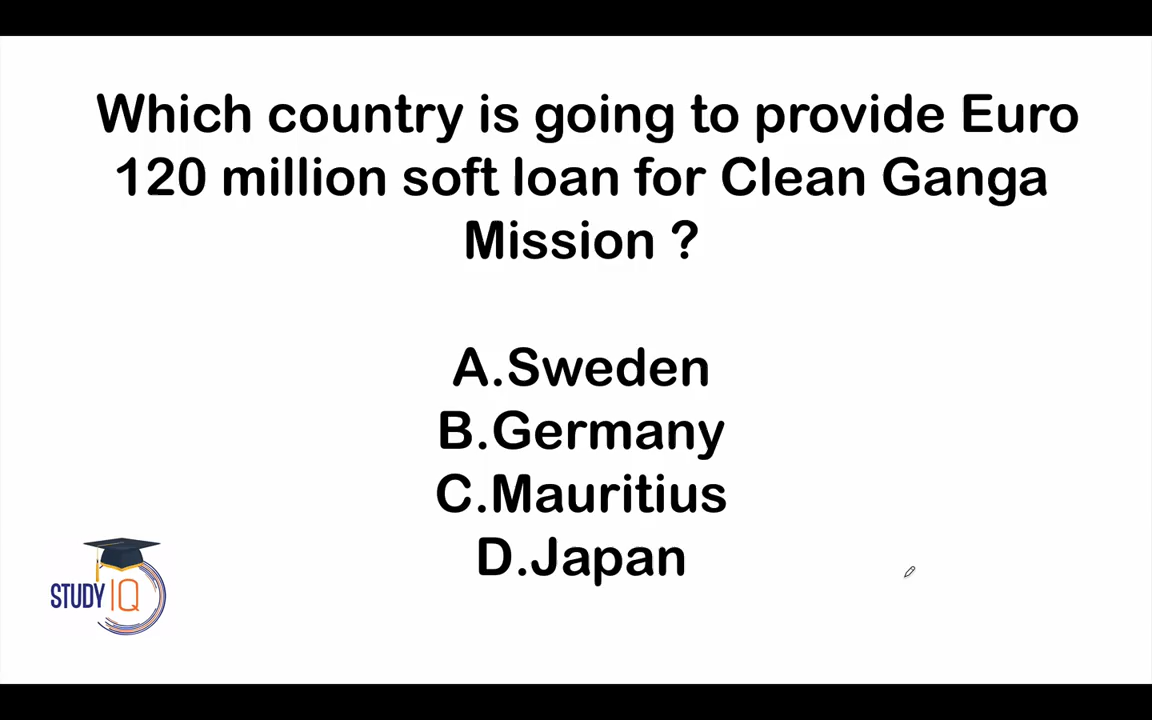 Which country is going to provide Euro
120 million soft loan for Clean Ganga
Mission ?
A.Sweden
B.Germany
C.Mauritius
D.Japan
STUDY IQ